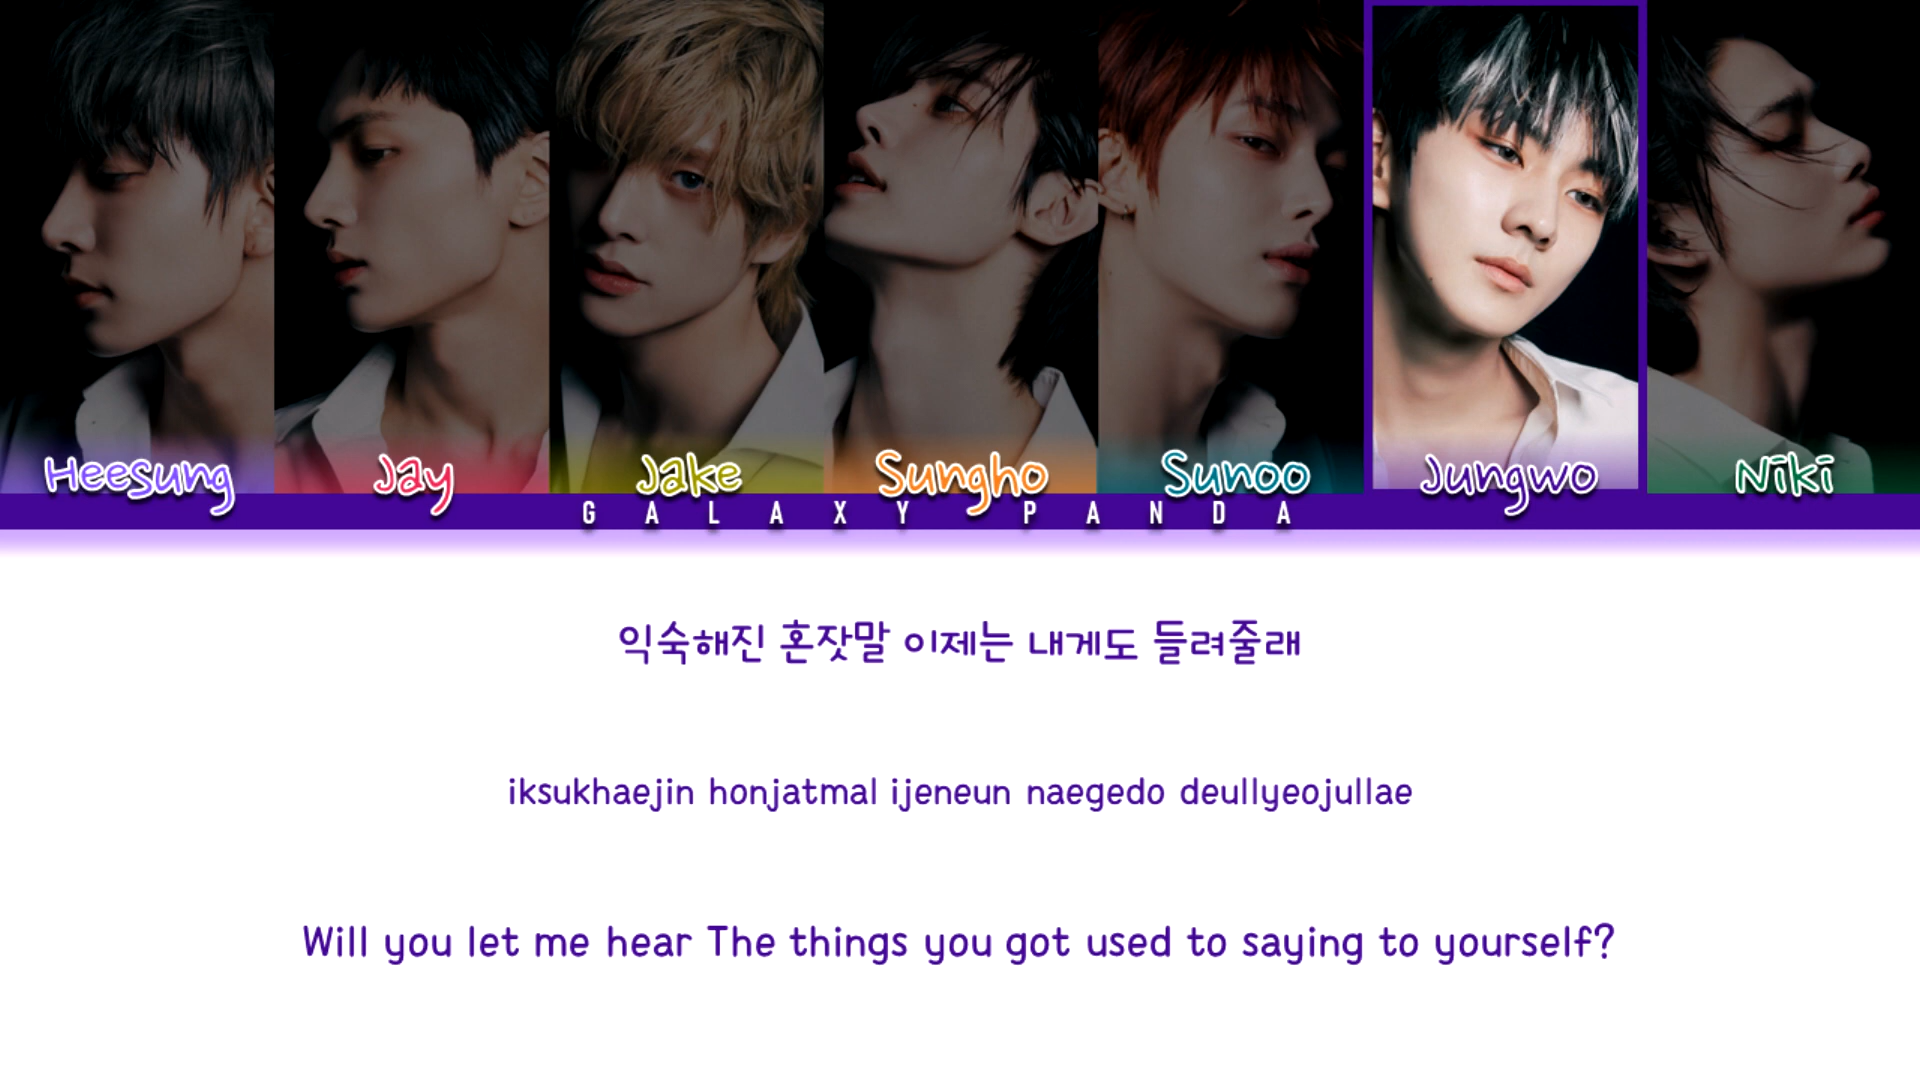 Heesung Jay Jake Sungho Sunoo Jungwo Niki
GALAXY PANDA
익숙해진 혼잣말 이제는 내게도 들려줄래
iksukhaejin honjatmal ijeneun naegedo deullyeojullae
Will you let me hear The things you got used to saying to yourself?